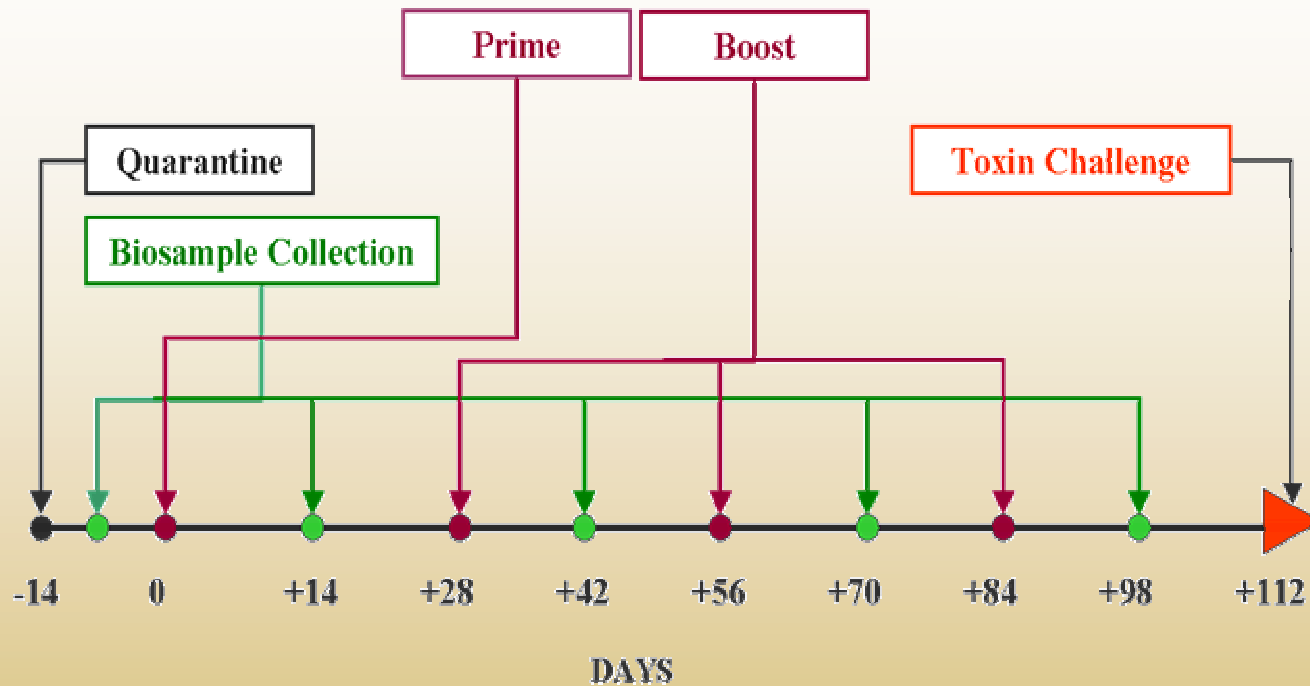 Prime
Boost
Quarantine
Toxin Challenge
Biosample Collection
-14 0 +14 +28 +42 +56 +70 +84 +98 +112
DAYS